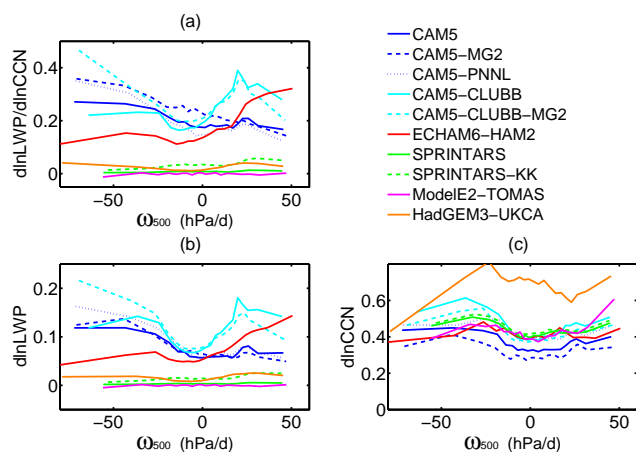 (a)
dlnLWP/dlnCCN
0.4
0.2
0
−50
0
50
ω500 (hPa/d)
CAM5
CAM5−MG2
CAM5−PNNL
CAM5−CLUBB
CAM5−CLUBB−MG2
ECHAM6−HAM2
SPRINTARS
SPRINTARS−KK
ModelE2−TOMAS
HadGEM3−UKCA
(b)
dlnLWP
0.2
0.1
0
−50
0
50
ω500 (hPa/d)
(c)
dlnCCN
0.6
0.4
0.2
0
−50
0
50
ω500 (hPa/d)